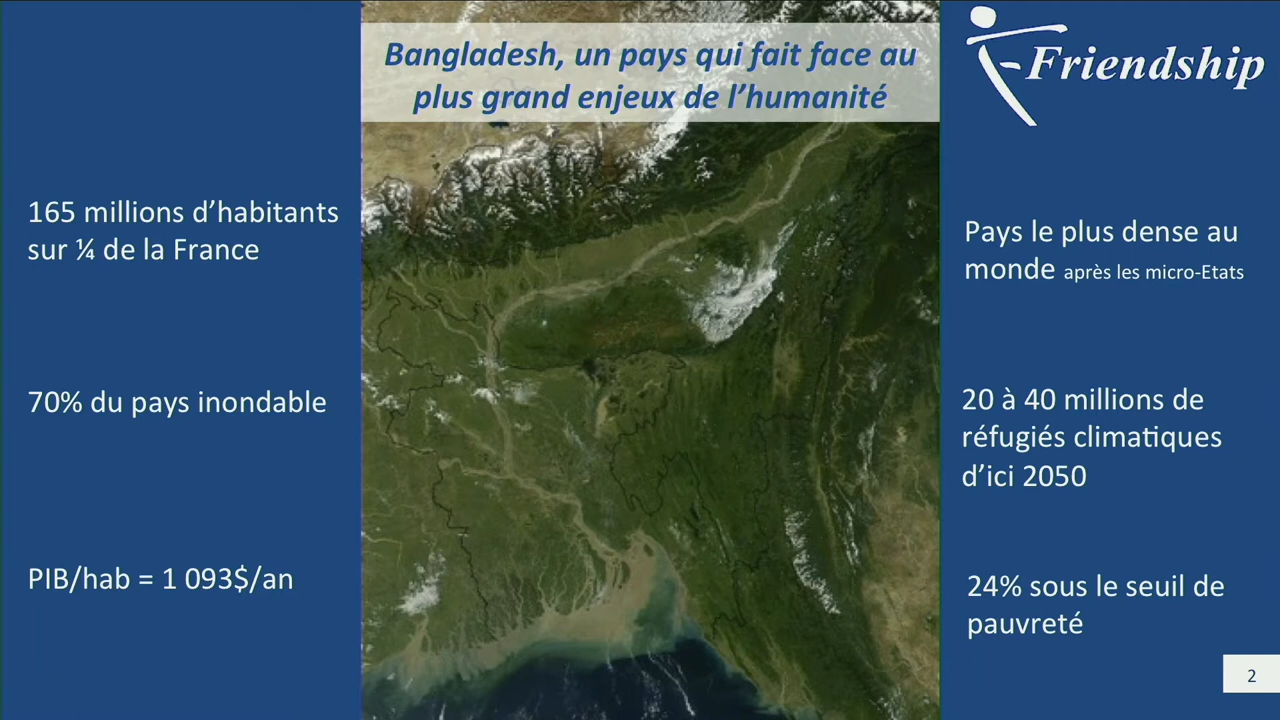 Bangladesh, un pays qui fait face au
plus grand enjeux de l’humanité
Friendship
165 millions d’habitants
sur ¼ de la France
70% du pays inondable
PIB/hab = 1 093$/an
Pays le plus dense au
monde après les micro-Etats
20 à 40 millions de
réfugiés climatiques
d’ici 2050
24% sous le seuil de
pauvreté
2